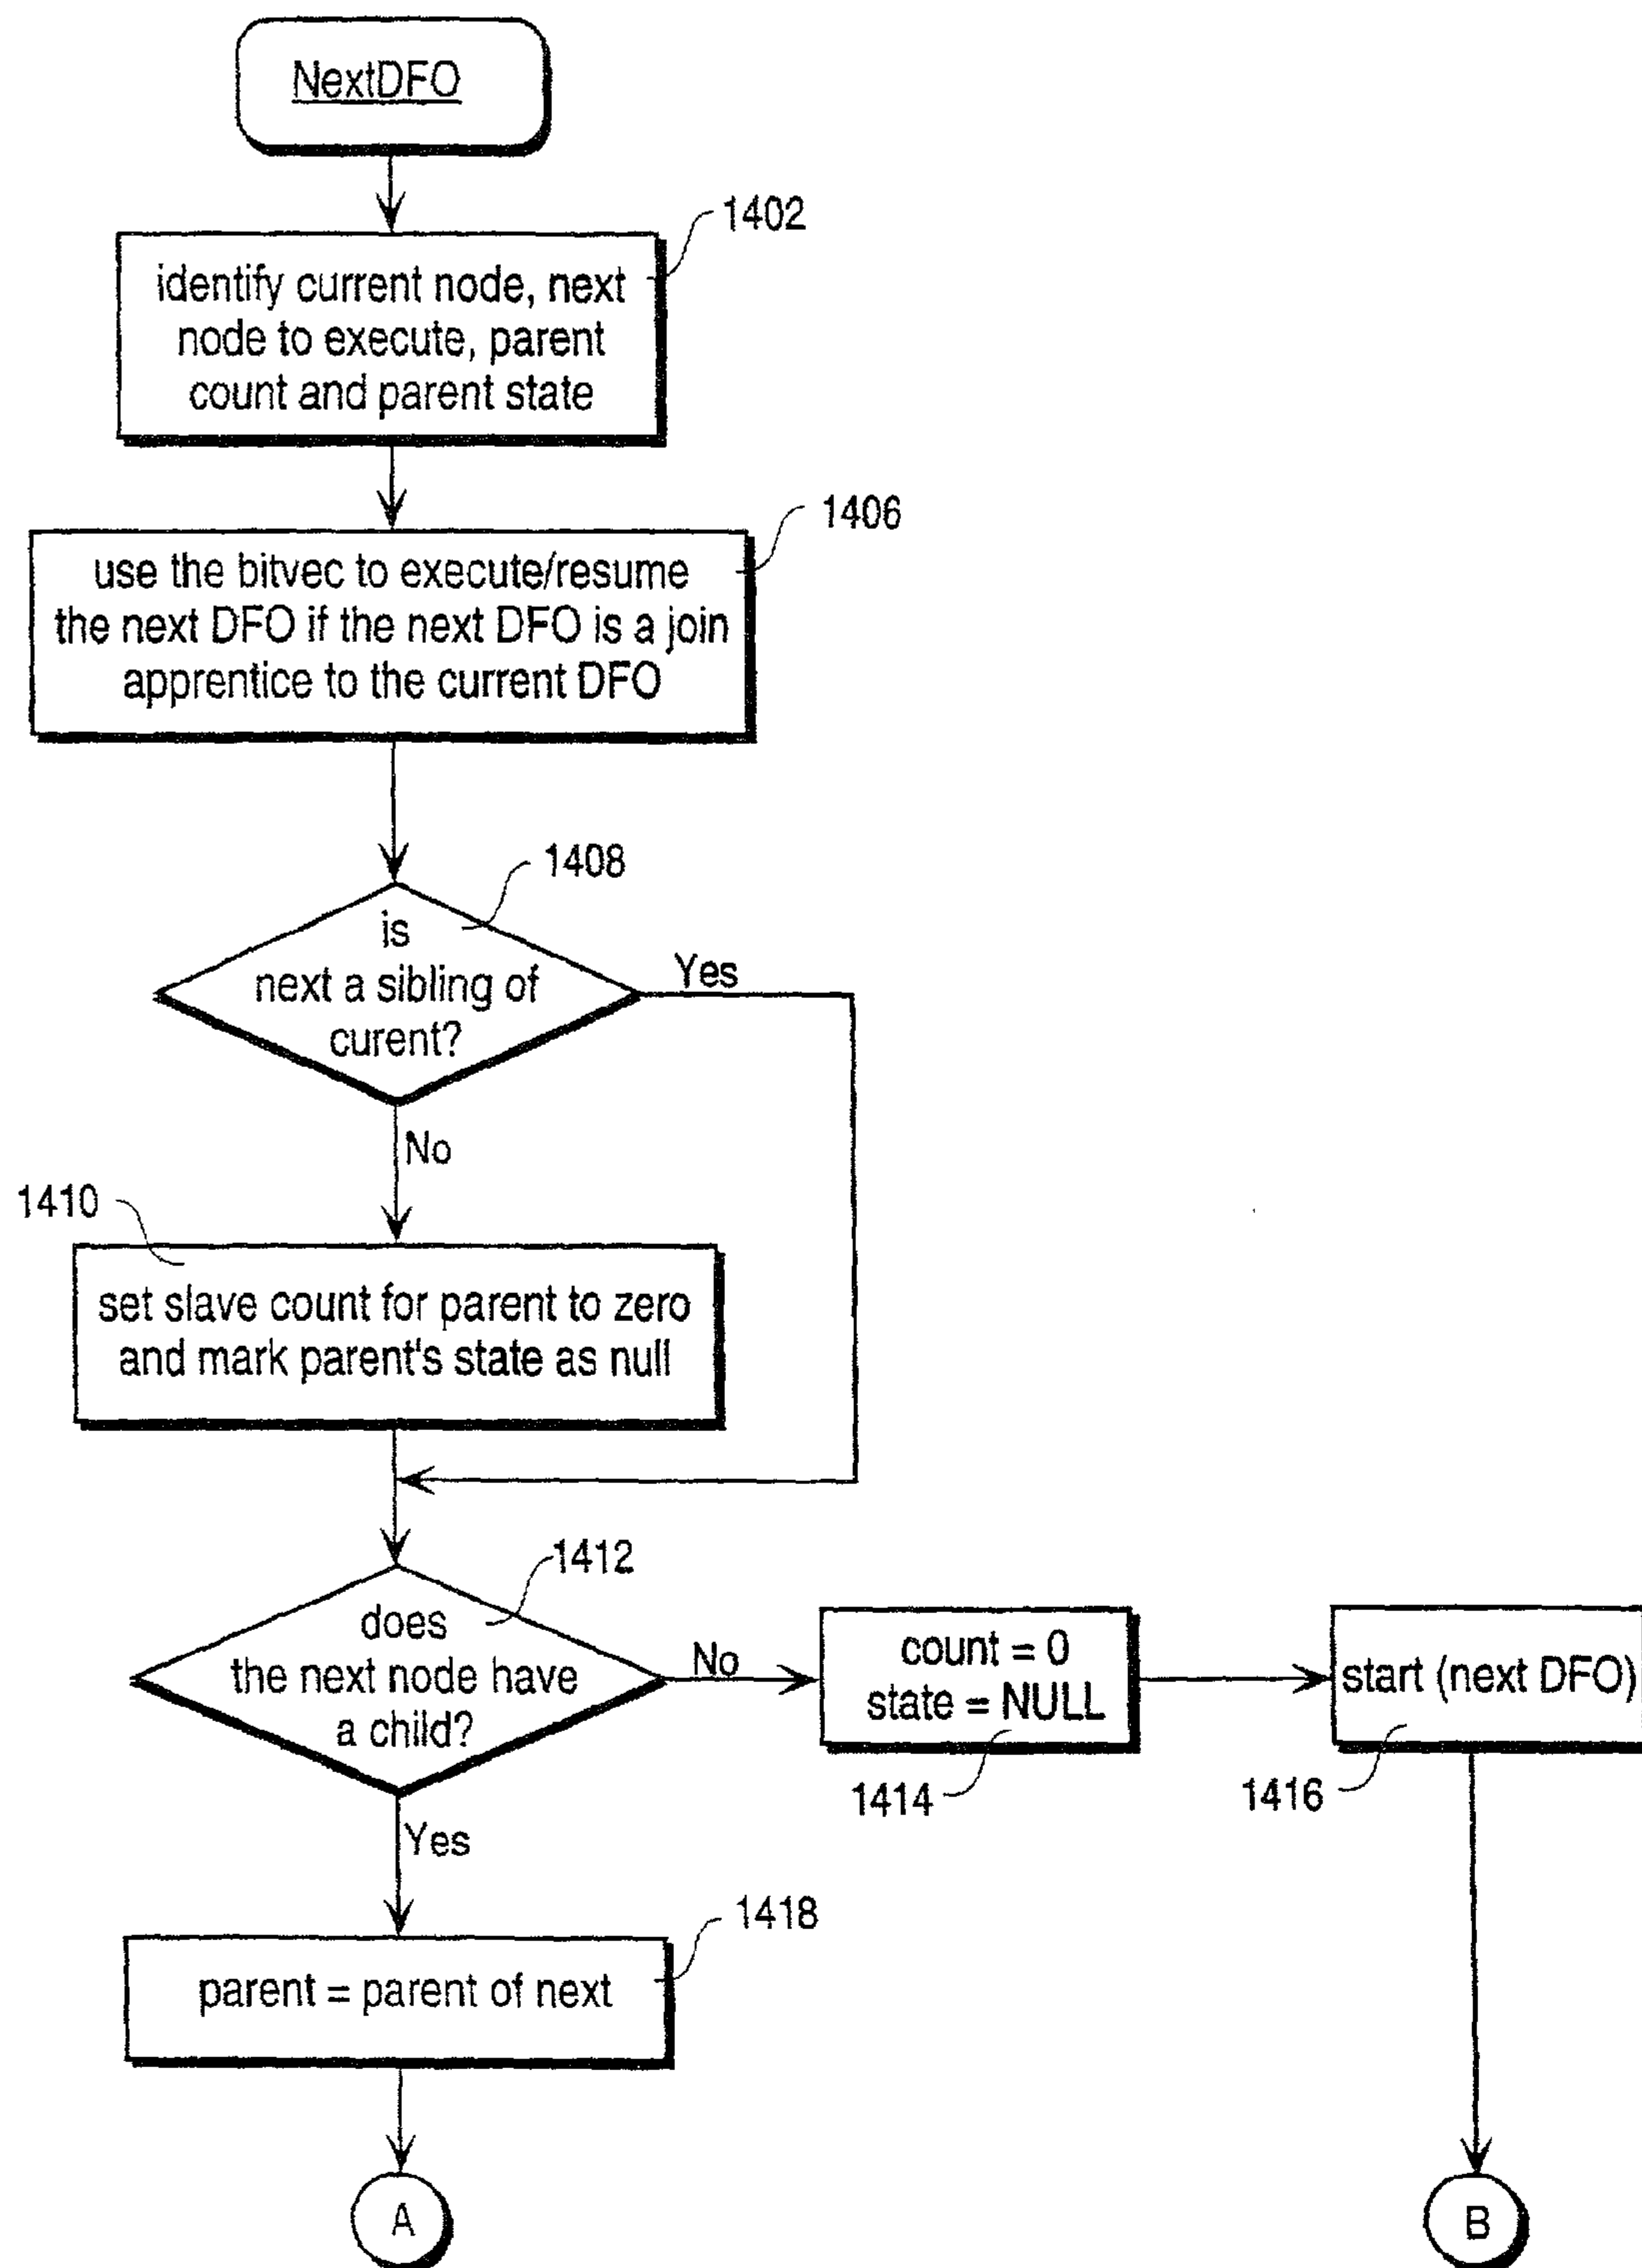 NextDFO
1402
identify current node, next
node to execute, parent
count and parent state
1406
use the bitvec to execute/resume
the next DFO if the next DFO is a join
apprentice to the current DFO
1408
is
next a sibling of
curent?
Yes
No
1410
set slave count for parent to zero
and mark parent's state as null
1412
does
the next node have
a child?
No
count = 0
state = NULL
1414
start (next DFO)
1416
Yes
1418
parent = parent of next
A
B